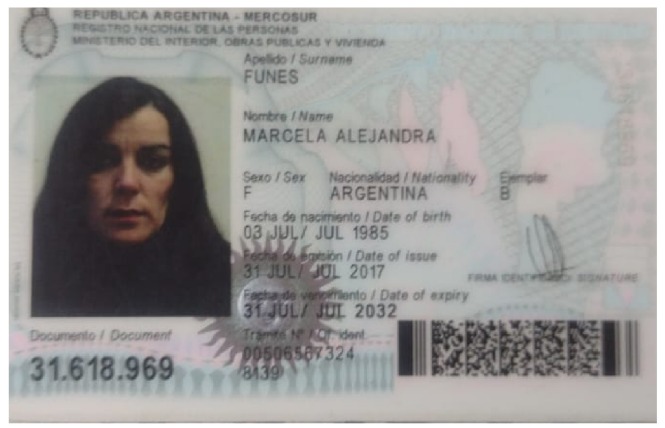 REPUBLICA ARGENTINA - MERCOSUR
REGISTRO NACIONAL DE LAS PERSONAS
MINISTERIO DEL INTERIOR, OBRAS PUBLICAS Y VIVIENDA
Apellido / Surname
FUNES
Nombre / Name
MARCELA ALEJANDRA
Sexo / Sex Nacionalidad / Nationality Ejemplar
F ARGENTINA B
Fecha de nacimiento / Date of birth
03 JUL/ JUL 1985
Fecha de emisión / Date of issue
31 JUL/ JUL 2017
FIRMA IDENTIFICADO / SIGNATURE
Fecha de vencimiento / Date of expiry
31 JUL/ JUL 2032
Documento / Document
31.618.969
Trámite Nº / Of. ident.
00506587324
8139